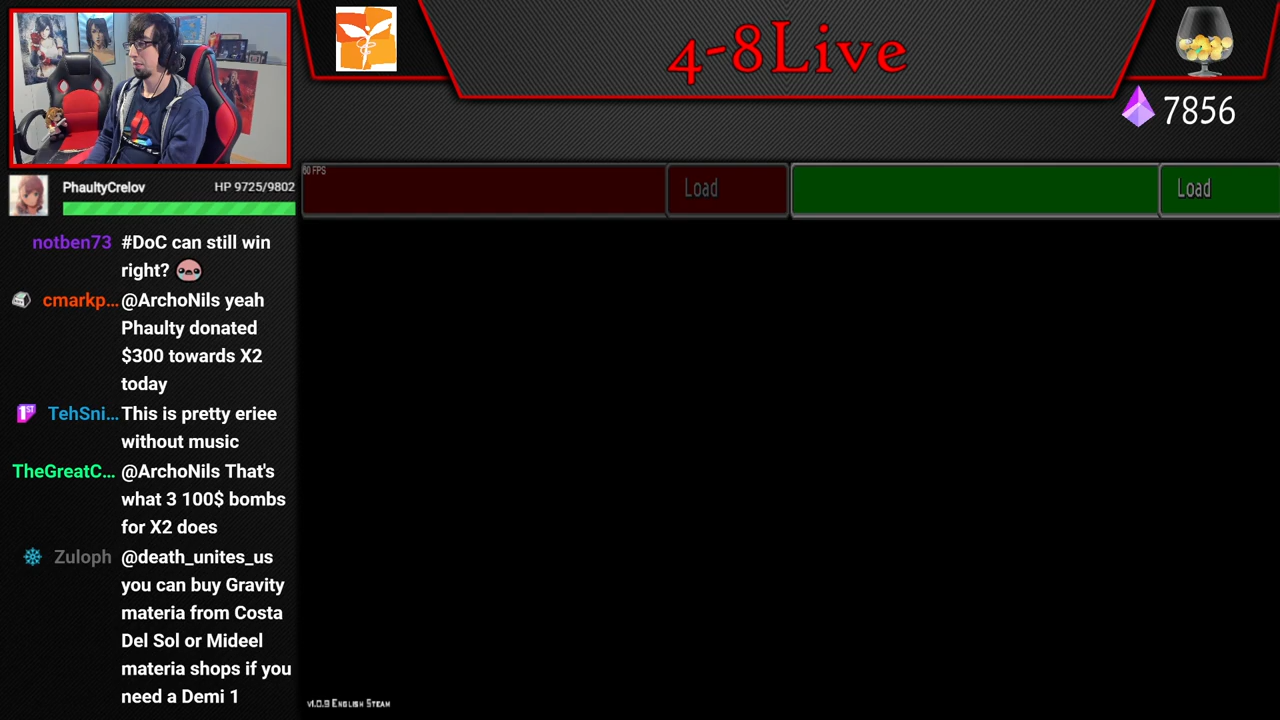 4-8Live
7856
PhaultyCrelov HP 9725/9802
60 FPS
Load
Load
notben73 #DoC can still win
right?
cmarkp... @ArchoNils yeah
Phaulty donated
$300 towards X2
today
1ST TehSni... This is pretty eriee
without music
TheGreatC... @ArchoNils That's
what 3 100$ bombs
for X2 does
Zuloph @death_unites_us
you can buy Gravity
materia from Costa
Del Sol or Mideel
materia shops if you
need a Demi 1
v1.0.9 English Steam